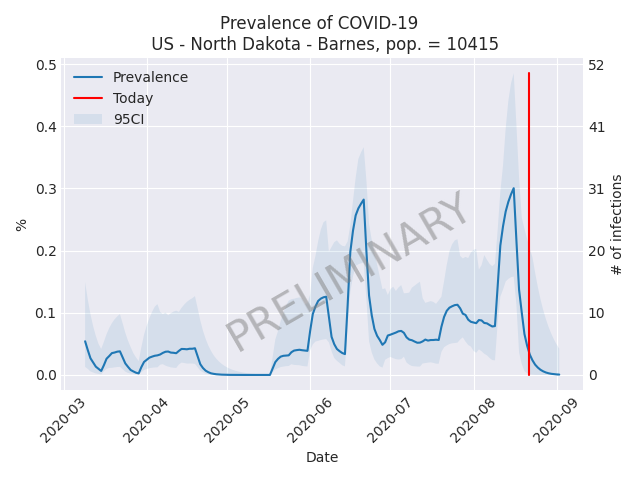 Prevalence of COVID-19
US - North Dakota - Barnes, pop. = 10415
0.5
0.4
0.3
0.2
0.1
0.0
%
Prevalence
Today
95CI
PRELIMINARY
52
41
31
20
10
0
# of infections
2020-03
2020-04
2020-05
2020-06
2020-07
2020-08
2020-09
Date